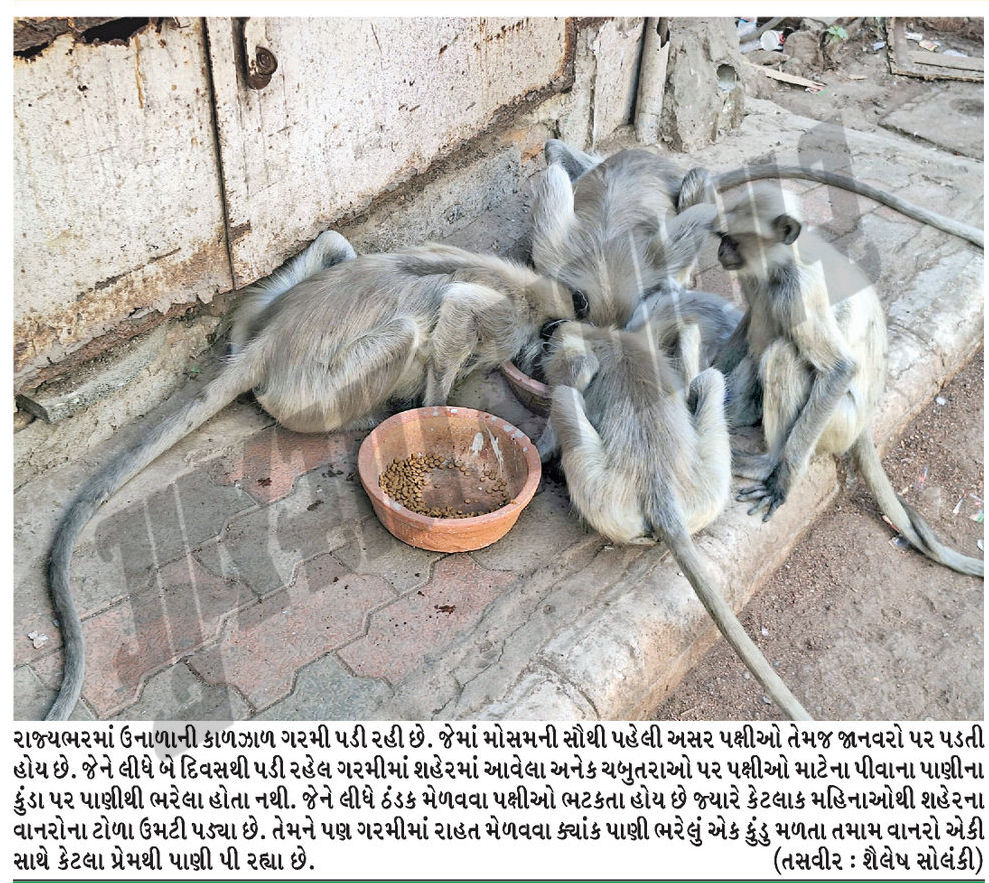 રાજ્યભરમાં ઉનાળાની કાળઝાળ ગરમી પડી રહી છે. જેમાં મોસમની સૌથી પહેલી અસર પક્ષીઓ તેમજ જાનવરો પર પડતી
હોય છે. જેને લીધે બે દિવસથી પડી રહેલ ગરમીમાં શહેરમાં આવેલા અનેક ચબુતરાઓ પર પક્ષીઓ માટેના પીવાના પાણીના
કુંડા પર પાણીથી ભરેલા હોતા નથી. જેને લીધે ઠંડક મેળવવા પક્ષીઓ ભટકતા હોય છે જ્યારે કેટલાક મહિનાઓથી શહેરના
વાનરોના ટોળા ઉમટી પડ્યા છે. તેમને પણ ગરમીમાં રાહત મેળવવા ક્યાંક પાણી ભરેલું એક કુંડુ મળતા તમામ વાનરો એકી
સાથે કેટલા પ્રેમથી પાણી પી રહ્યા છે. (તસવીર : શૈલેષ સોલંકી)